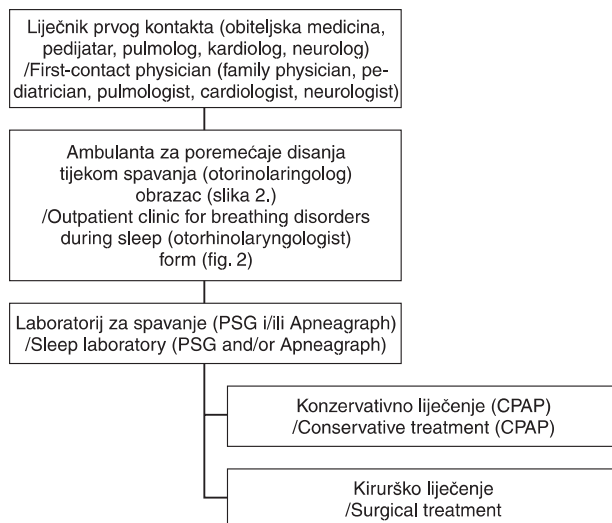 Liječnik prvog kontakta (obiteljska medicina,
pedijatar, pulmolog, kardiolog, neurolog)
/First-contact physician (family physician, pe-
diatrician, pulmologist, cardiologist, neurologist)
Ambulanta za poremećaje disanja
tijekom spavanja (otorinolaringolog)
obrazac (slika 2.)
/Outpatient clinic for breathing disorders
during sleep (otorhinolaryngologist)
form (fig. 2)
Laboratorij za spavanje (PSG i/ili Apneagraph)
/Sleep laboratory (PSG and/or Apneagraph)
Konzervativno liječenje (CPAP)
/Conservative treatment (CPAP)
Kirurško liječenje
/Surgical treatment